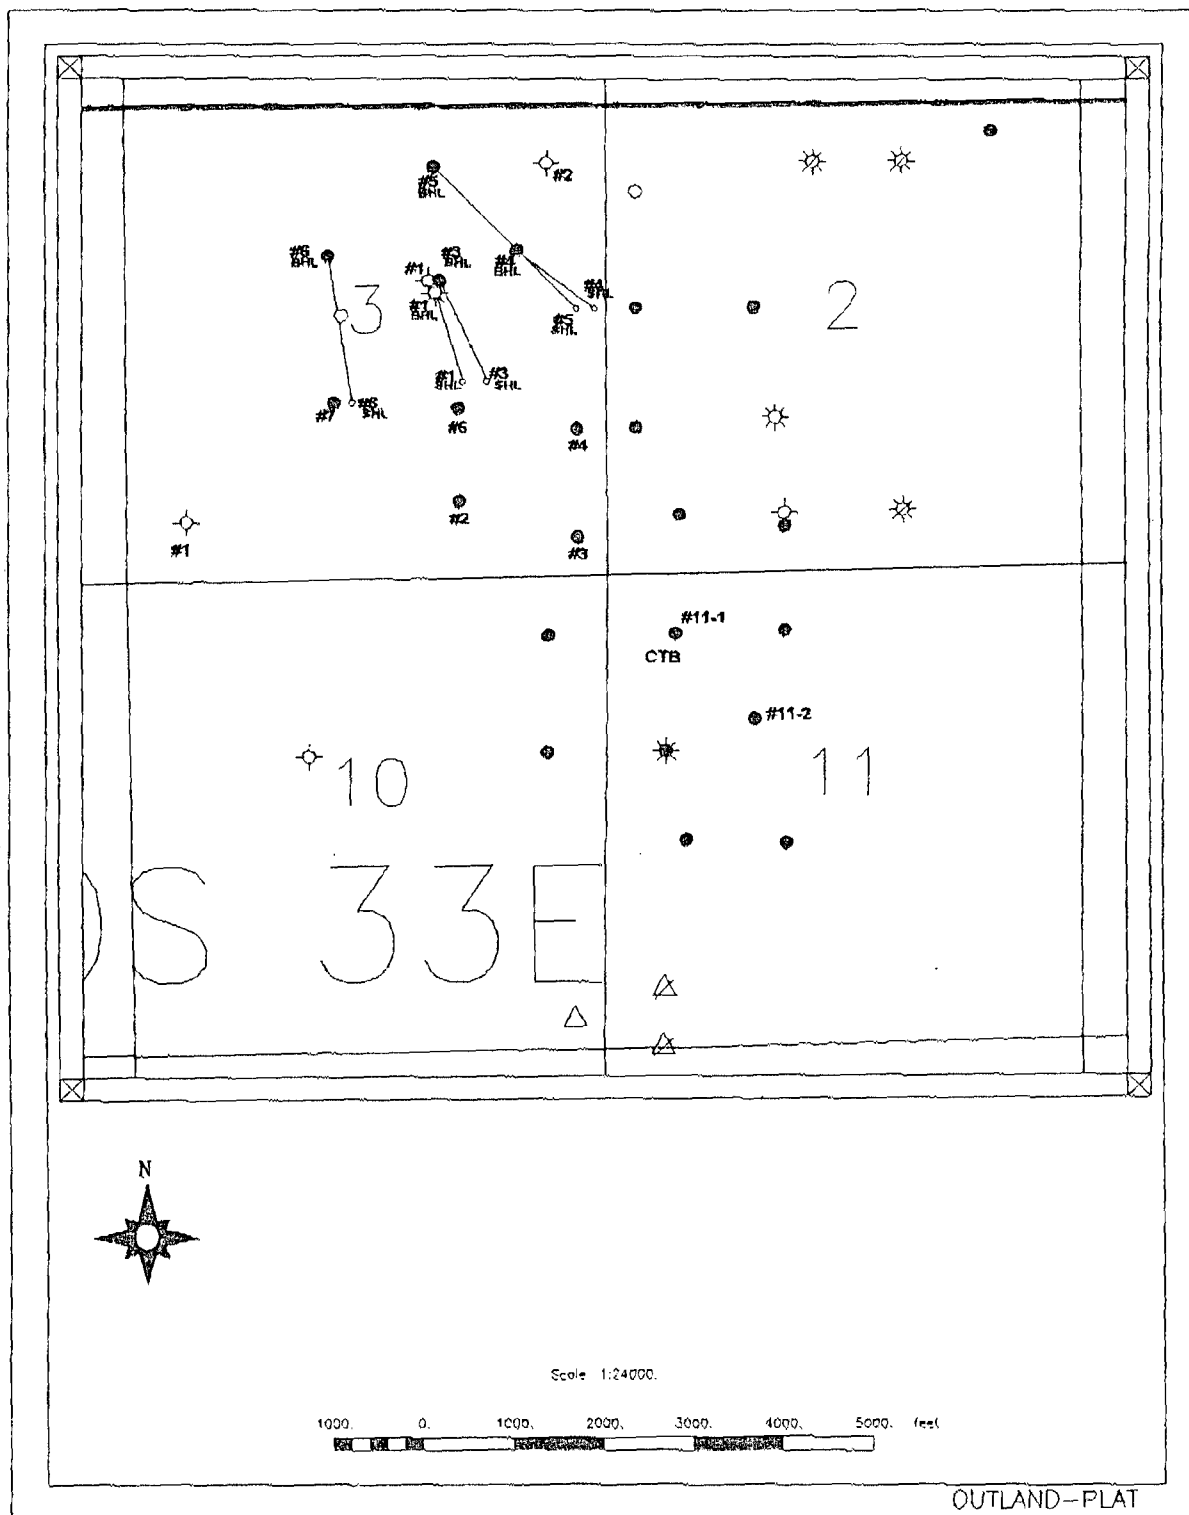 #5
BHL
#2
#6
BHL
#1
#3
BHL
#4
BHL
#1
BHL
3
#4
SHL
#5
SHL
2
#1
SHL
#3
SHL
#7
#6
SHL
#6
#4
#2
#1
#3
#11-1
CTB
#11-2
10
11
0S 33E
N
Scale 1:24000.
1000. 0. 1000. 2000. 3000. 4000. 5000. feet
OUTLAND-PLAT